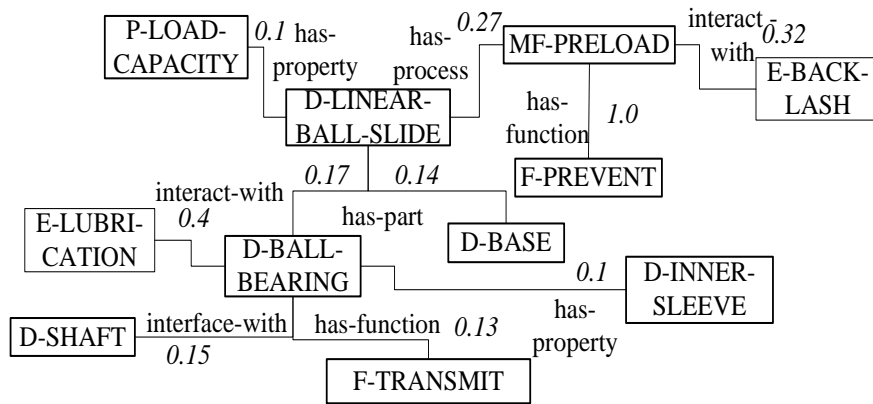 P-LOAD-
CAPACITY
0.1
has-
property
has-
process
0.27
MF-PRELOAD
interact -
with
0.32
E-BACK-
LASH
D-LINEAR-
BALL-SLIDE
has-
function
1.0
F-PREVENT
0.17
0.14
interact-with
0.4
has-part
E-LUBRI-
CATION
D-BALL-
BEARING
D-BASE
0.1
D-INNER-
SLEEVE
has-
property
D-SHAFT
interface-with
0.15
has-function
0.13
F-TRANSMIT